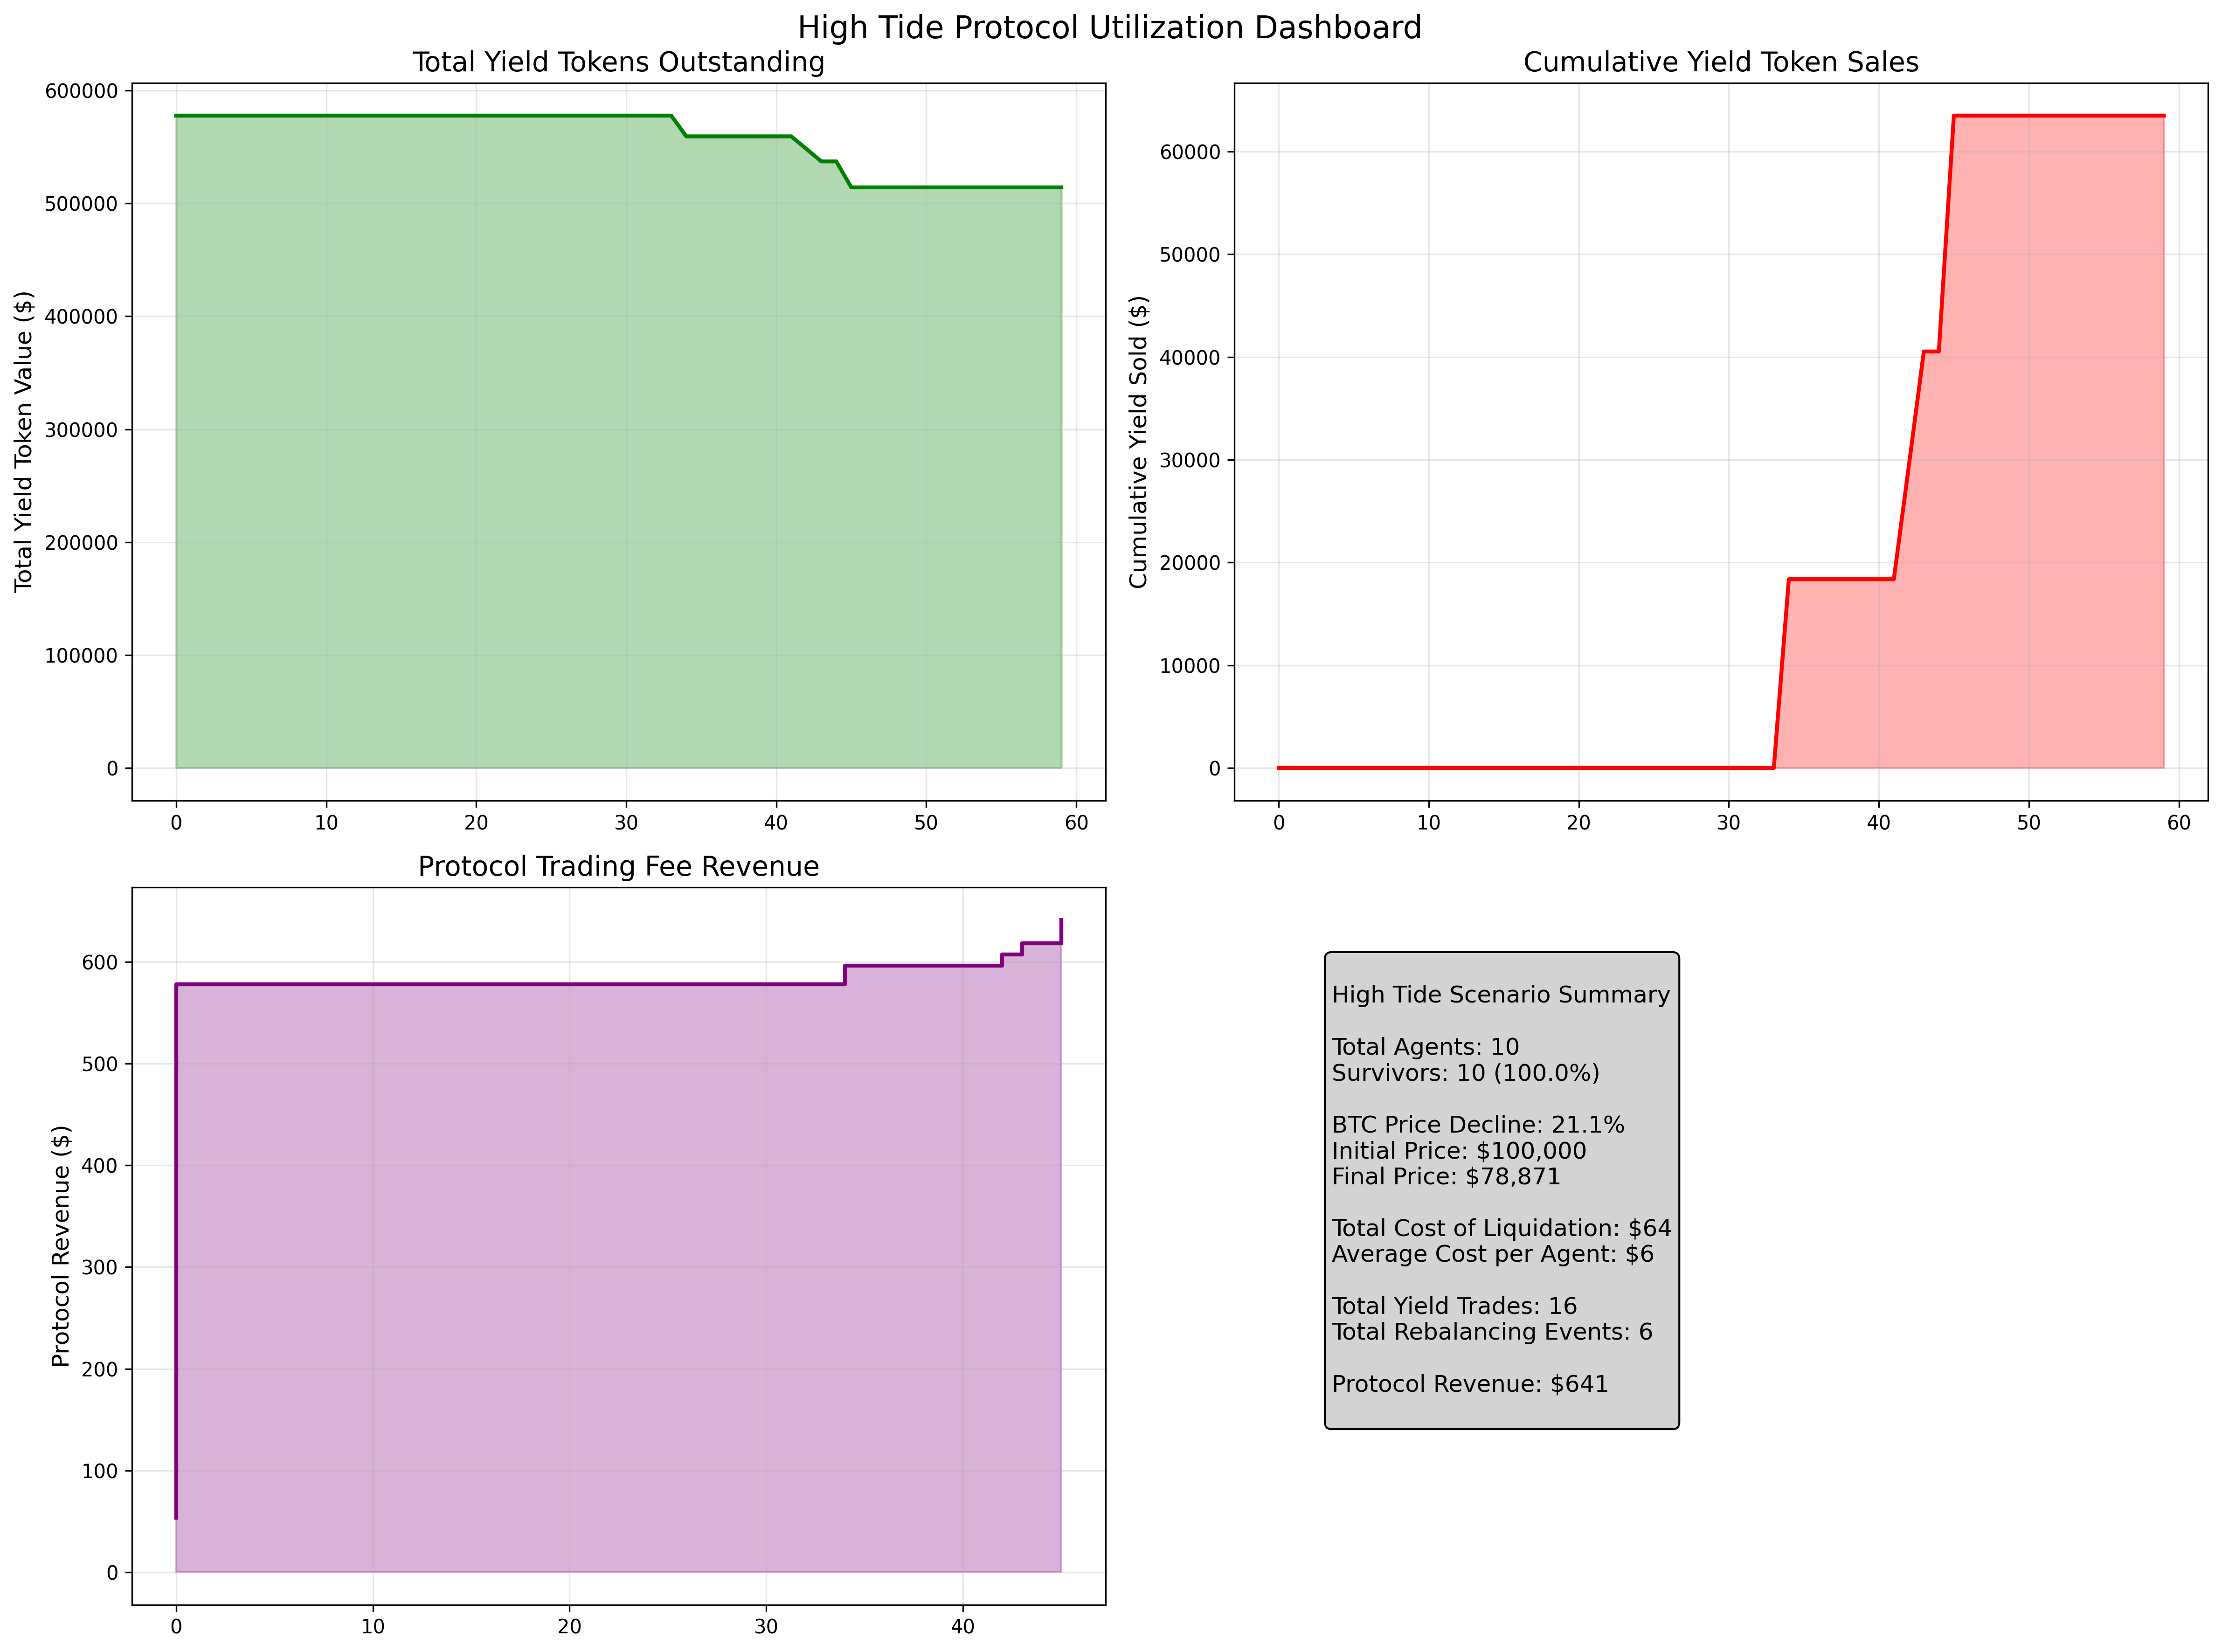 High Tide Protocol Utilization Dashboard
Total Yield Tokens Outstanding
Total Yield Token Value ($)
600000
500000
400000
300000
200000
100000
0
0 10 20 30 40 50 60
Cumulative Yield Token Sales
Cumulative Yield Sold ($)
60000
50000
40000
30000
20000
10000
0
0 10 20 30 40 50 60
Protocol Trading Fee Revenue
Protocol Revenue ($)
600
500
400
300
200
100
0
0 10 20 30 40
High Tide Scenario Summary
Total Agents: 10
Survivors: 10 (100.0%)
BTC Price Decline: 21.1%
Initial Price: $100,000
Final Price: $78,871
Total Cost of Liquidation: $64
Average Cost per Agent: $6
Total Yield Trades: 16
Total Rebalancing Events: 6
Protocol Revenue: $641